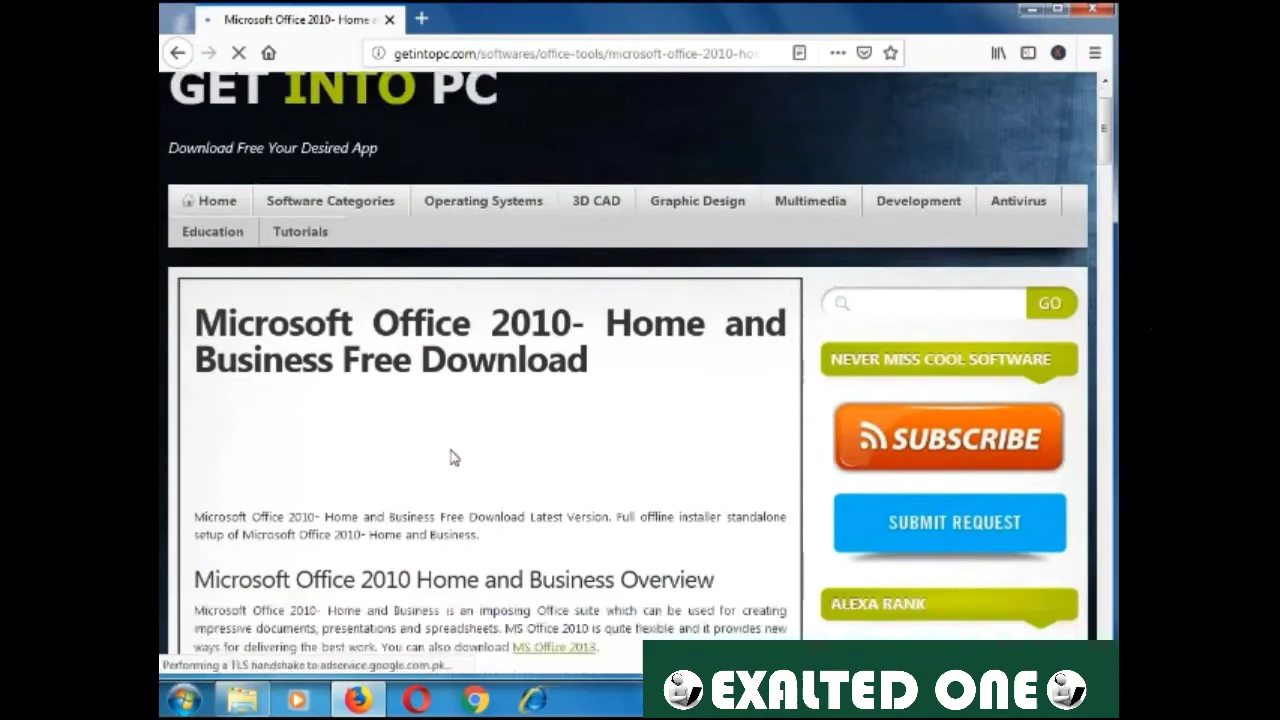 Microsoft Office 2010- Home
getintopc.com/softwares/office-tools/microsoft-office-2010-ho
GET INTO PC
Download Free Your Desired App
Home Software Categories Operating Systems 3D CAD Graphic Design Multimedia Development Antivirus
Education Tutorials
Microsoft Office 2010- Home and
Business Free Download
GO
NEVER MISS COOL SOFTWARE
SUBSCRIBE
SUBMIT REQUEST
ALEXA RANK
Microsoft Office 2010- Home and Business Free Download Latest Version. Full offline installer standalone
setup of Microsoft Office 2010- Home and Business.
Microsoft Office 2010 Home and Business Overview
Microsoft Office 2010- Home and Business is an imposing Office suite which can be used for creating
impressive documents, presentations and spreadsheets. MS Office 2010 is quite flexible and it provides new
ways for delivering the best work. You can also download MS Office 2013.
Performing a TLS handshake to adservice.google.com.pk...
EXALTED ONE